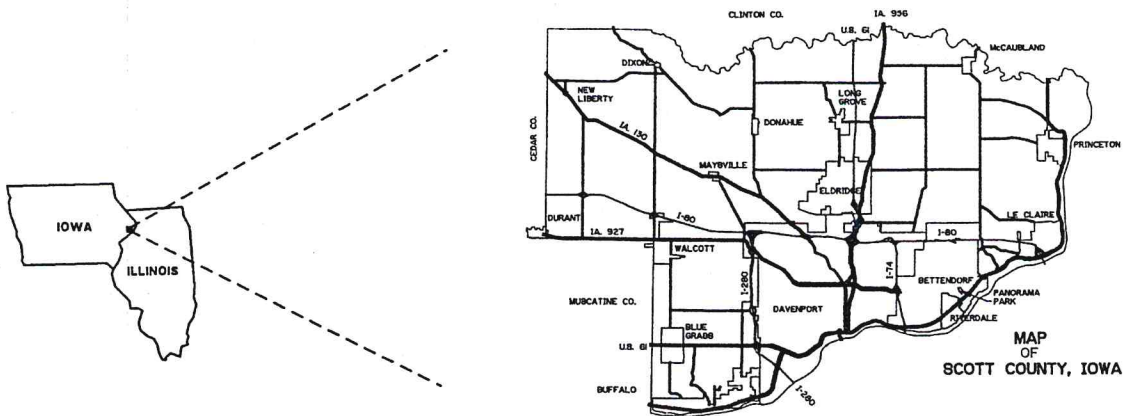 IOWA
ILLINOIS
CLINTON CO.
IA. 956
U.S. 61
McCAUSLAND
DIXON
NEW
LIBERTY
LONG
GROVE
DONAHUE
CEDAR CO.
IA. 130
PRINCETON
MAYSVILLE
ELDRIDGE
LE CLAIRE
DURANT
I-80
IA. 927
I-80
WALCOTT
I-74
I-280
BETTENDORF
PANORAMA
PARK
MUSCATINE CO.
DAVENPORT
RIVERDALE
BLUE
GRASS
U.S. 61
I-280
BUFFALO
MAP
OF
SCOTT COUNTY, IOWA